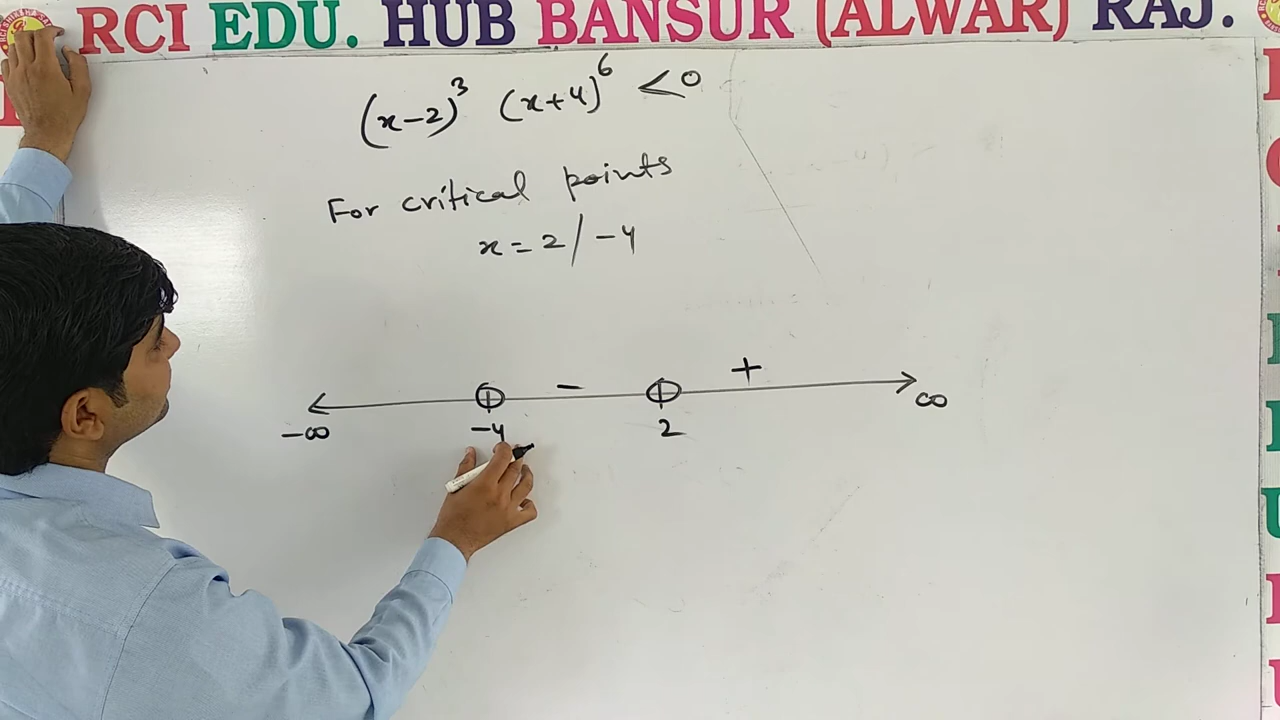 RCI EDU. HUB BANSUR (ALWAR) RAJ.
(x-2)³ (x+4)⁶ <0
For critical points
x=2/-4
- +
-∞ -4 2 ∞